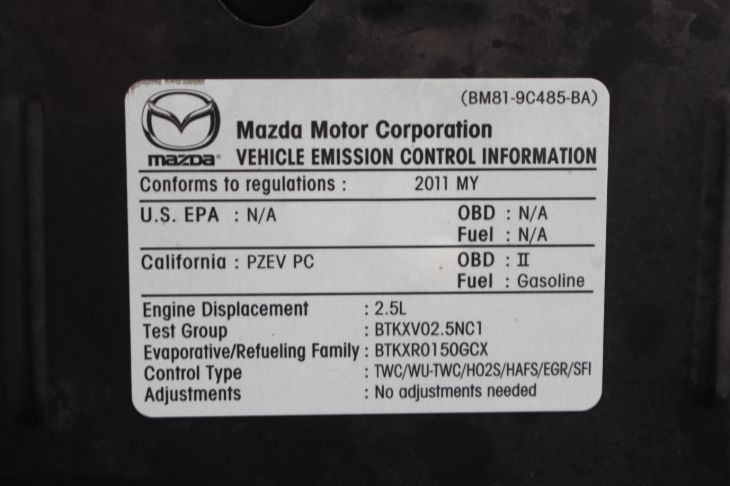 (BM81-9C485-BA)
mazDa
Mazda Motor Corporation
VEHICLE EMISSION CONTROL INFORMATION
Conforms to regulations : 2011 MY
U.S. EPA : N/A OBD : N/A
Fuel : N/A
California : PZEV PC OBD : II
Fuel : Gasoline
Engine Displacement : 2.5L
Test Group : BTKXV02.5NC1
Evaporative/Refueling Family : BTKXR0150GCX
Control Type : TWC/WU-TWC/HO2S/HAFS/EGR/SFI
Adjustments : No adjustments needed